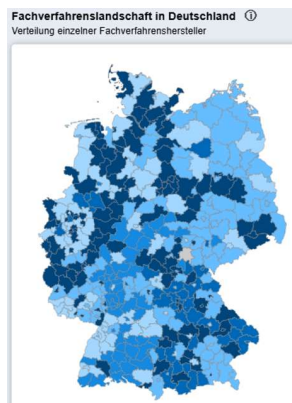 Fachverfahrenslandschaft in Deutschland ⓘ
Verteilung einzelner Fachverfahrenshersteller